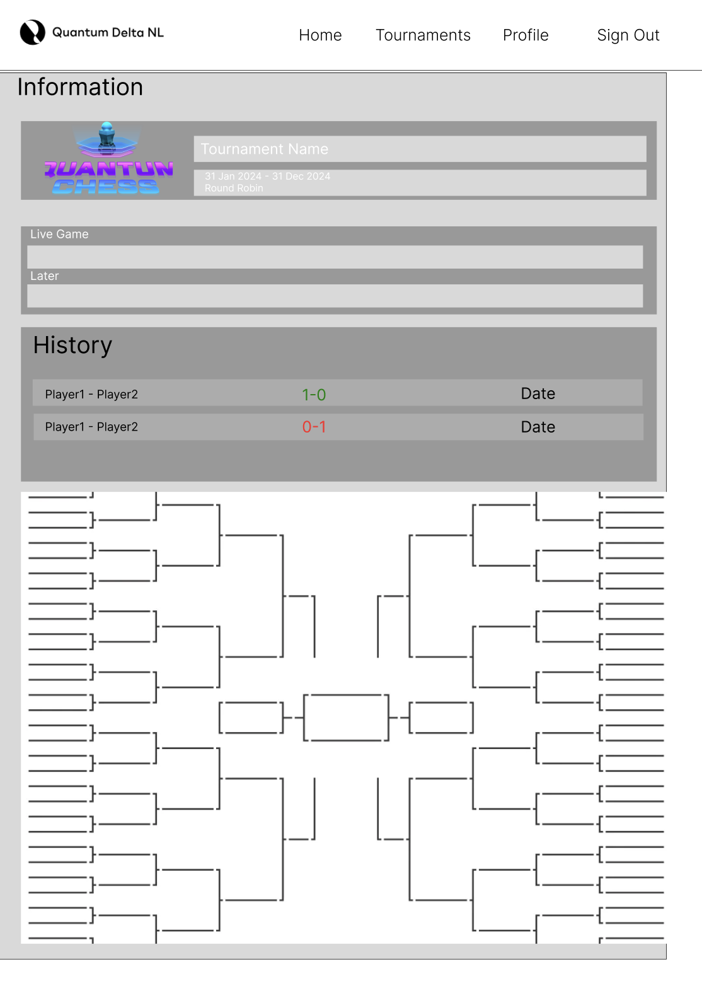 Quantum Delta NL
Home Tournaments Profile Sign Out
Information
QUANTUN
CHESS
Tournament Name
31 Jan 2024 - 31 Dec 2024
Round Robin
Live Game
Later
History
Player1 - Player2 1-0 Date
Player1 - Player2 0-1 Date